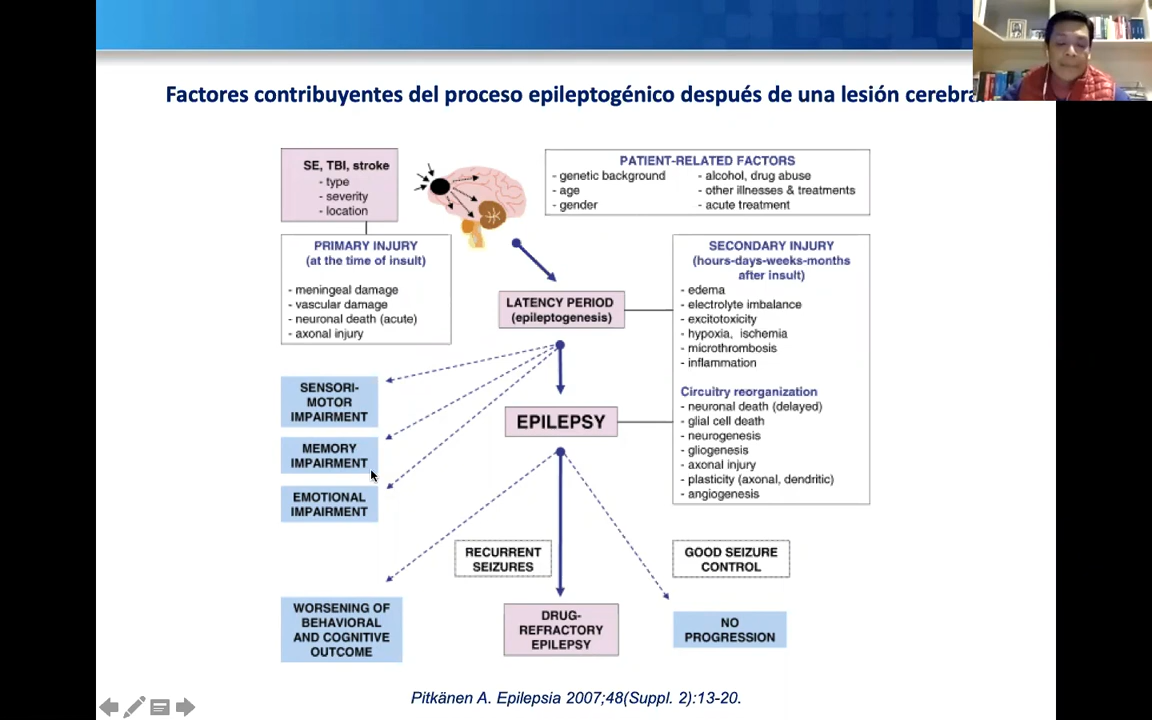 Factores contribuyentes del proceso epileptogénico después de una lesión
SE, TBI, stroke
- type
- severity
- location
PATIENT-RELATED FACTORS
- genetic background
- age
- gender
- alcohol, drug abuse
- other illnesses & treatments
- acute treatment
PRIMARY INJURY
(at the time of insult)
- meningeal damage
- vascular damage
- neuronal death (acute)
- axonal injury
LATENCY PERIOD
(epileptogenesis)
SECONDARY INJURY
(hours-days-weeks-months
after insult)
- edema
- electrolyte imbalance
- excitotoxicity
- hypoxia, ischemia
- microthrombosis
- inflammation
Circuitry reorganization
- neuronal death (delayed)
- glial cell death
- neurogenesis
- gliogenesis
- axonal injury
- plasticity (axonal, dendritic)
- angiogenesis
SENSORI-
MOTOR
IMPAIRMENT
MEMORY
IMPAIRMENT
EMOTIONAL
IMPAIRMENT
EPILEPSY
RECURRENT
SEIZURES
GOOD SEIZURE
CONTROL
WORSENING OF
BEHAVIORAL
AND COGNITIVE
OUTCOME
DRUG-
REFRACTORY
EPILEPSY
NO
PROGRESSION
Pitkänen A. Epilepsia 2007;48(Suppl. 2):13-20.